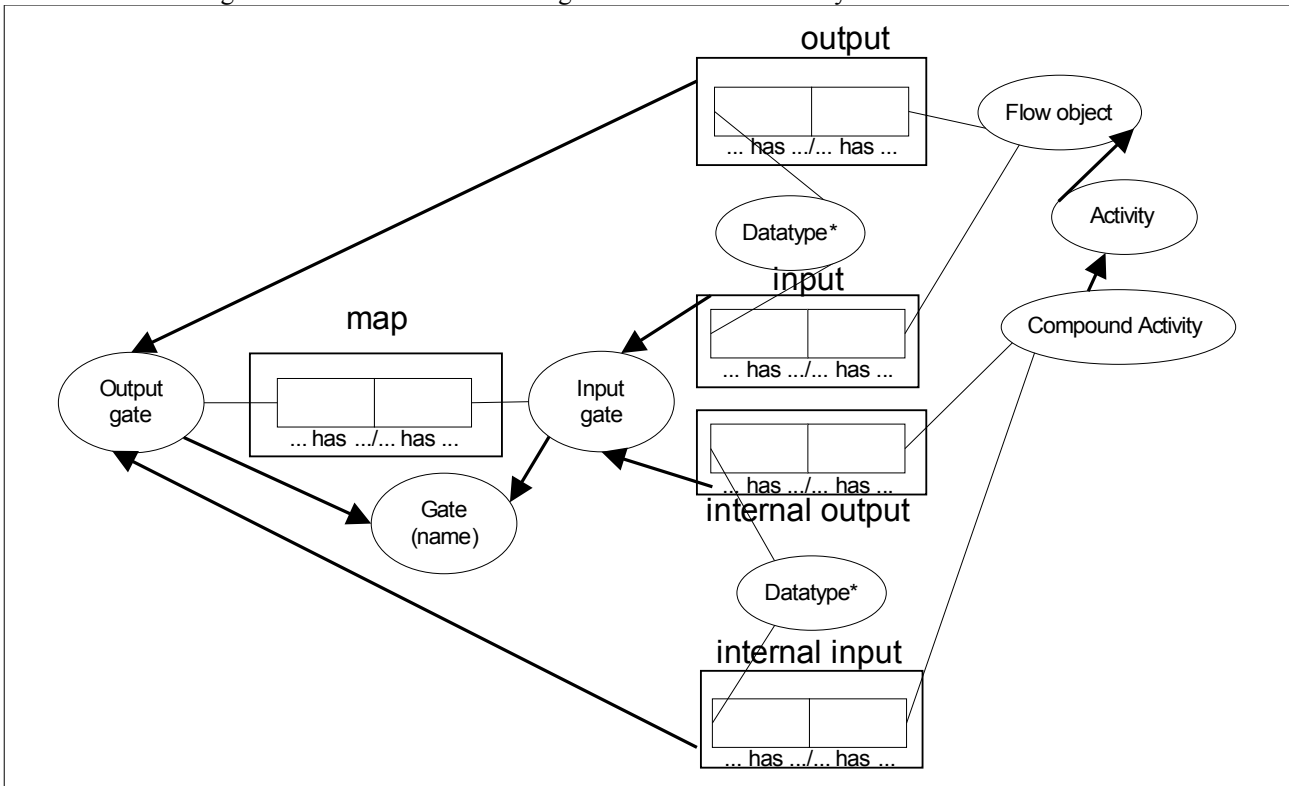 output
... has .../... has ...
Flow object
Activity
Datatype*
input
... has .../... has ...
Compound Activity
map
... has .../... has ...
Output
gate
Input
gate
... has .../... has ...
internal output
Gate
(name)
Datatype*
internal input
... has .../... has ...